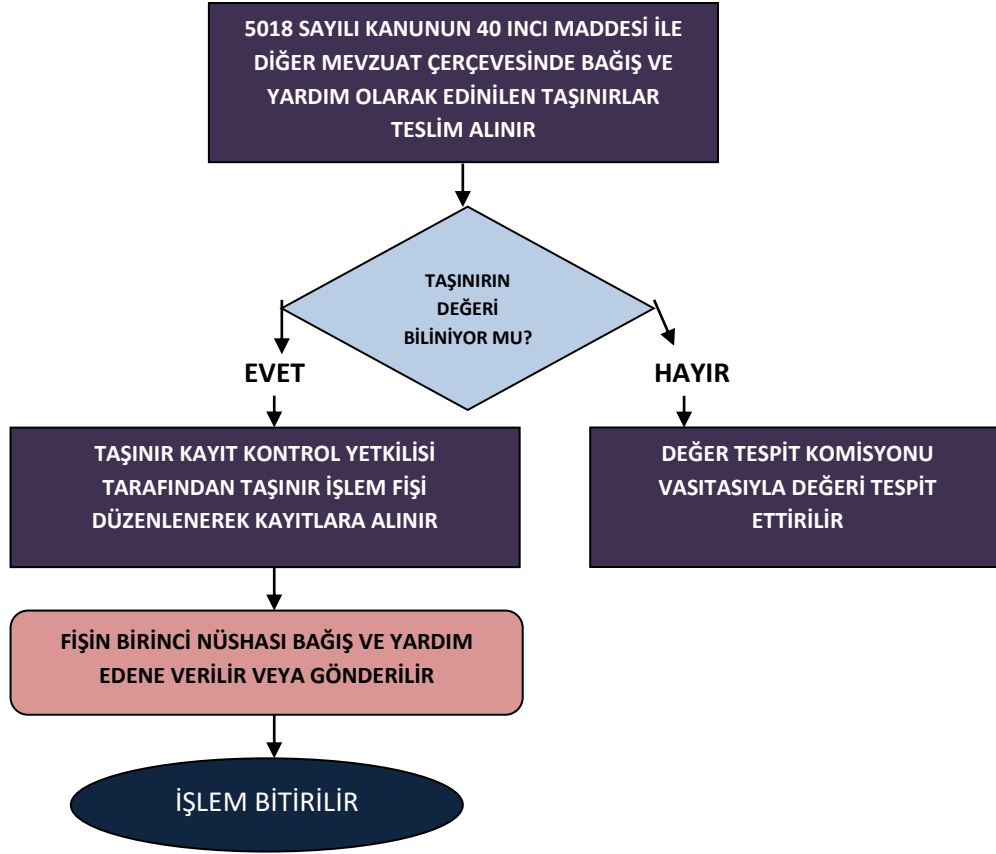 5018 SAYILI KANUNUN 40 INCI MADDESİ İLE
DİĞER MEVZUAT ÇERÇEVESİNDE BAĞIŞ VE
YARDIM OLARAK EDİNİLEN TAŞINIRLAR
TESLİM ALINIR
TAŞINIRIN
DEĞERİ
BİLİNİYOR MU?
EVET
HAYIR
TAŞINIR KAYIT KONTROL YETKİLİSİ
TARAFINDAN TAŞINIR İŞLEM FİŞİ
DÜZENLENEREK KAYITLARA ALINIR
DEĞER TESPİT KOMİSYONU
VASITASIYLA DEĞERİ TESPİT
ETTİRİLİR
FİŞİN BİRİNCİ NÜSHASI BAĞIŞ VE YARDIM
EDENE VERİLİR VEYA GÖNDERİLİR
İŞLEM BİTİRİLİR